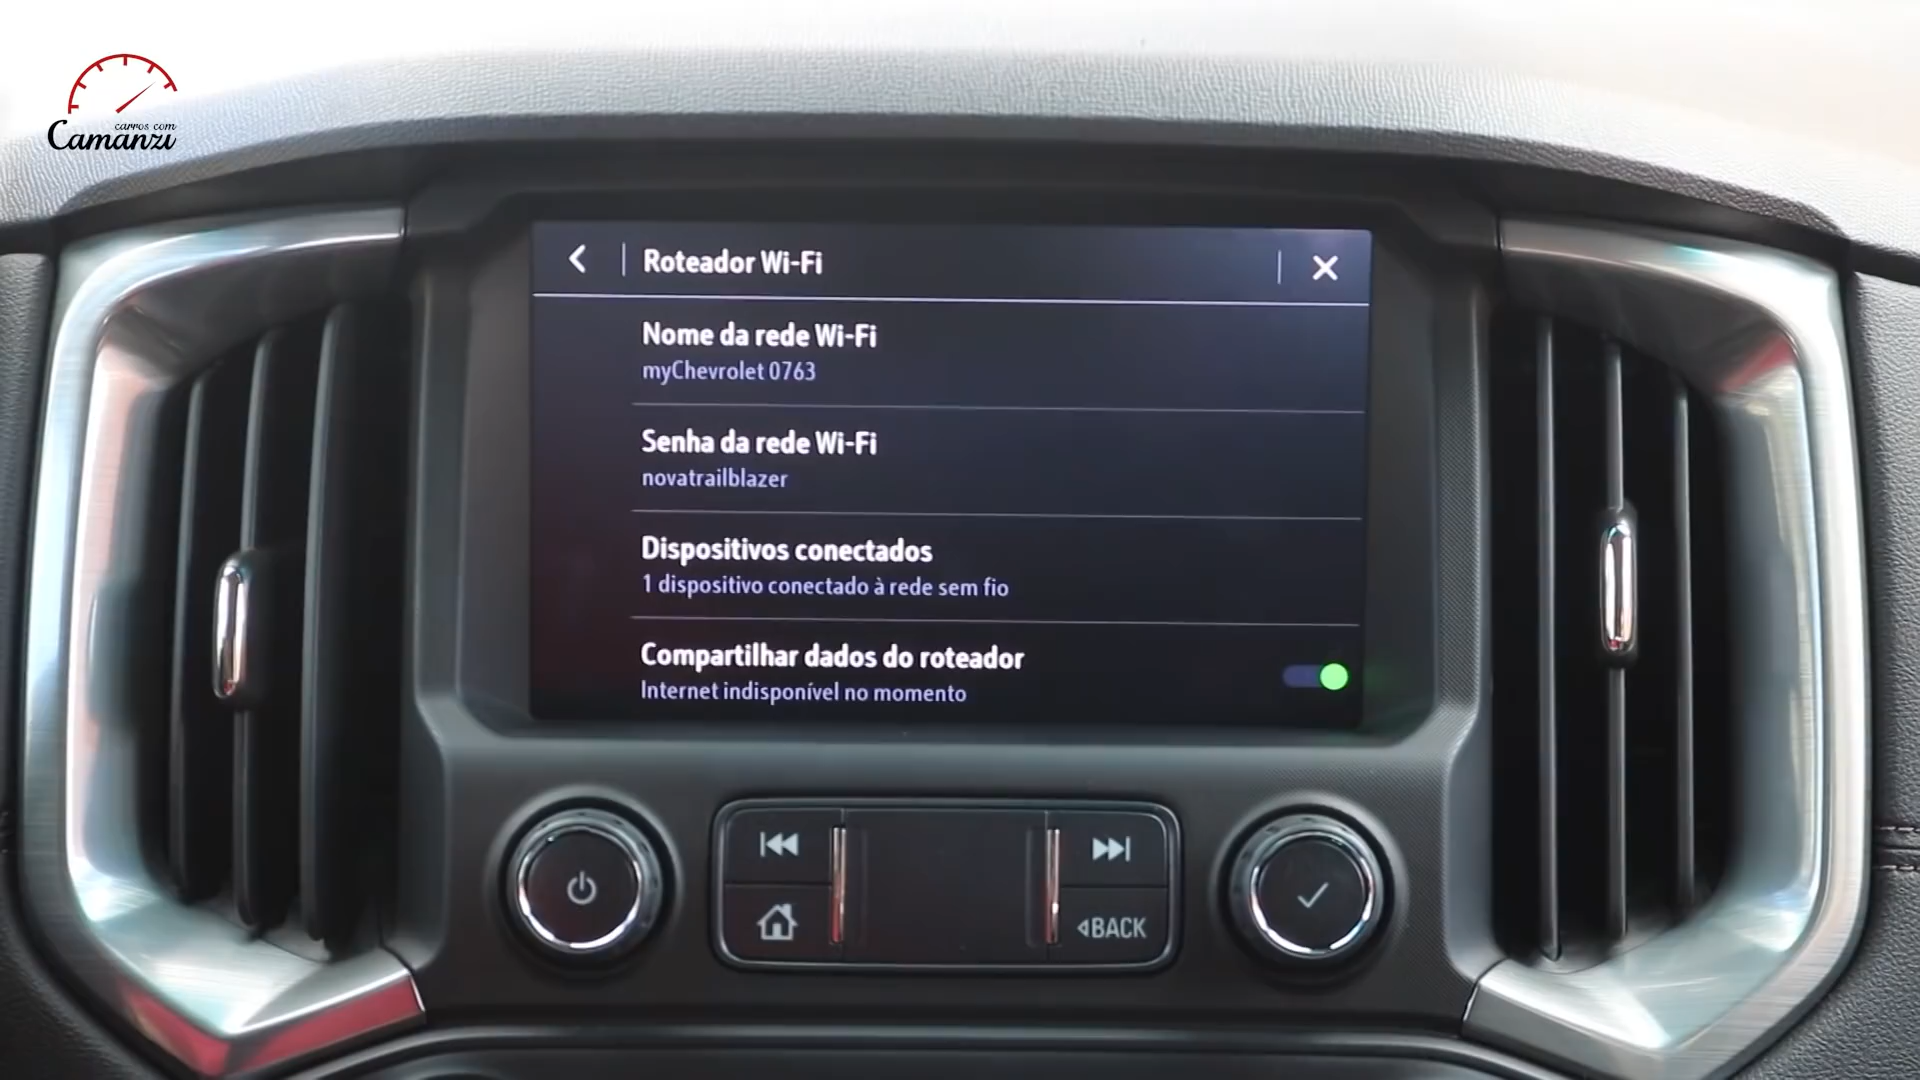 carros com
Camanzi
Roteador Wi-Fi
Nome da rede Wi-Fi
myChevrolet 0763
Senha da rede Wi-Fi
novatrailblazer
Dispositivos conectados
1 dispositivo conectado à rede sem fio
Compartilhar dados do roteador
Internet indisponível no momento
BACK